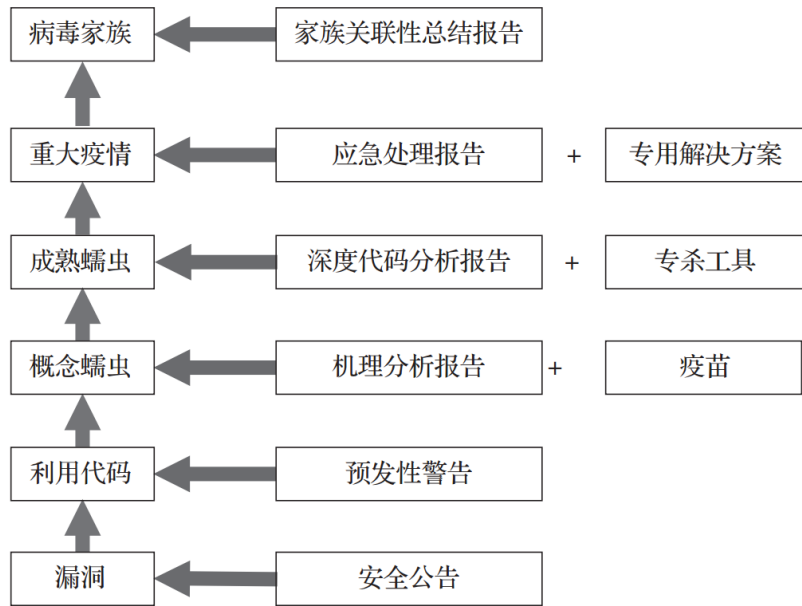 病毒家族 家族关联性总结报告
重大疫情 应急处理报告 + 专用解决方案
成熟蠕虫 深度代码分析报告 + 专杀工具
概念蠕虫 机理分析报告 + 疫苗
利用代码 预发性警告
漏洞 安全公告